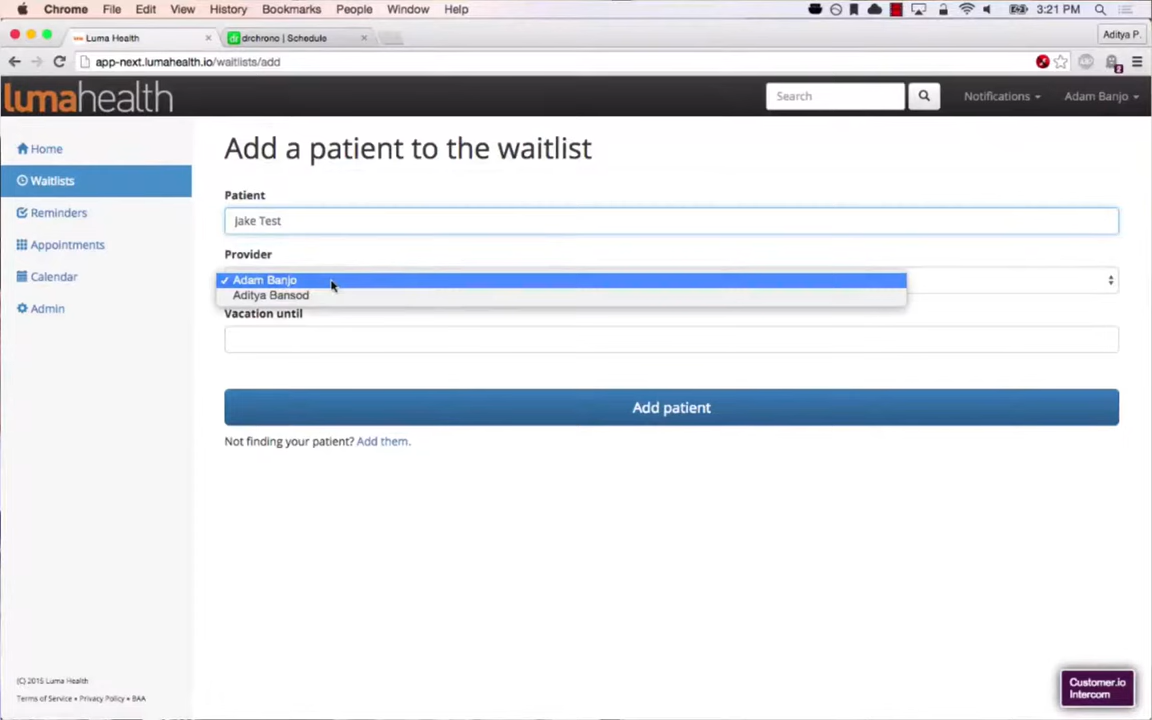 Chrome File Edit View History Bookmarks People Window Help 3:21 PM
Luma Health drchrono | Schedule Aditya P.
app-next.lumahealth.io/waitlists/add
lumahealth Search Notifications Adam Banjo
Home
Waitlists
Reminders
Appointments
Calendar
Admin
Add a patient to the waitlist
Patient
Jake Test
Provider
✓ Adam Banjo
Aditya Bansod
Vacation until
Add patient
Not finding your patient? Add them.
(C) 2015 Luma Health
Terms of Service • Privacy Policy • BAA
Customer.io
Intercom